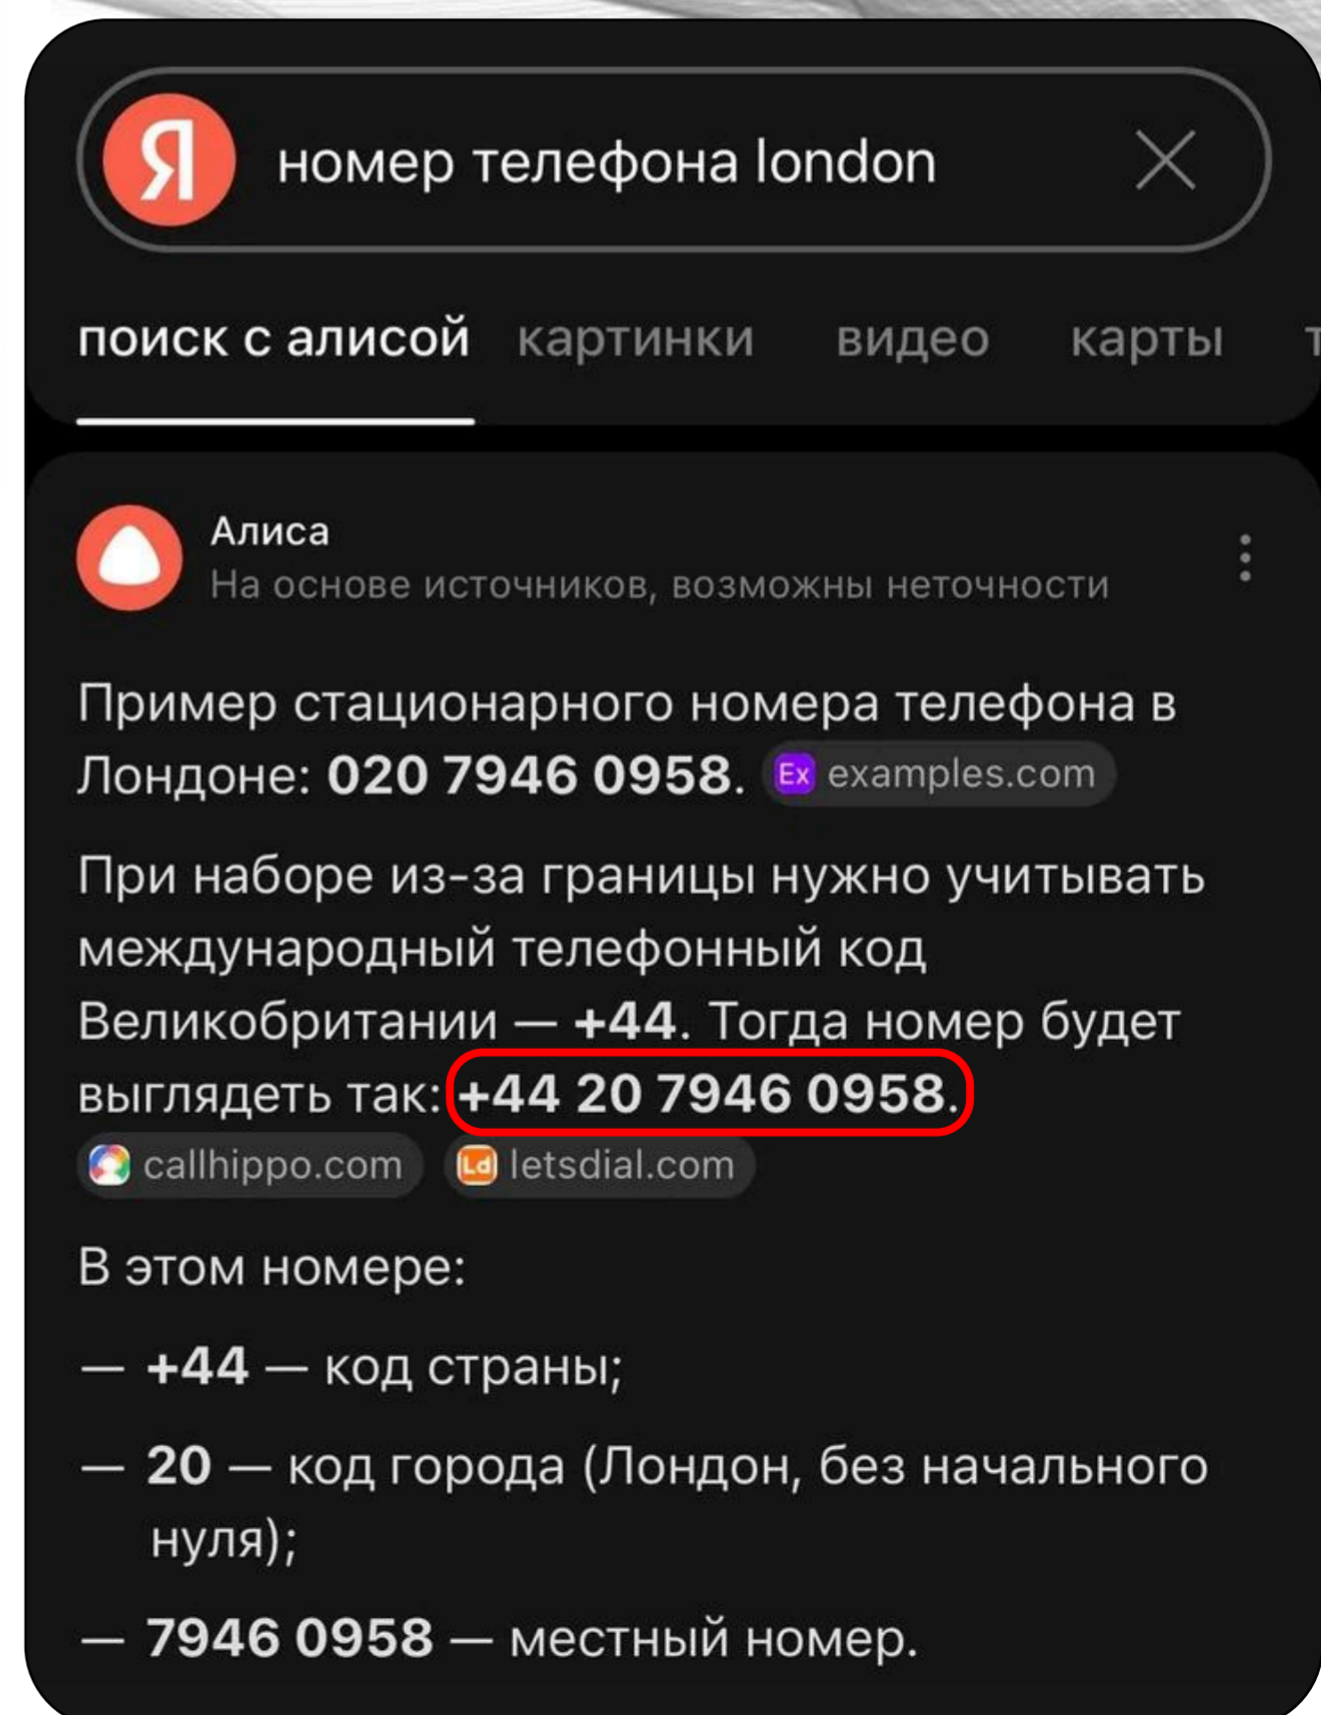 Я номер телефона london
поиск с алисой картинки видео карты
Алиса
На основе источников, возможны неточности
Пример стационарного номера телефона в
Лондоне: 020 7946 0958. Ex examples.com
При наборе из-за границы нужно учитывать
международный телефонный код
Великобритании — +44. Тогда номер будет
выглядеть так: +44 20 7946 0958.
callhippo.com Ld letsdial.com
В этом номере:
— +44 — код страны;
— 20 — код города (Лондон, без начального
нуля);
— 7946 0958 — местный номер.